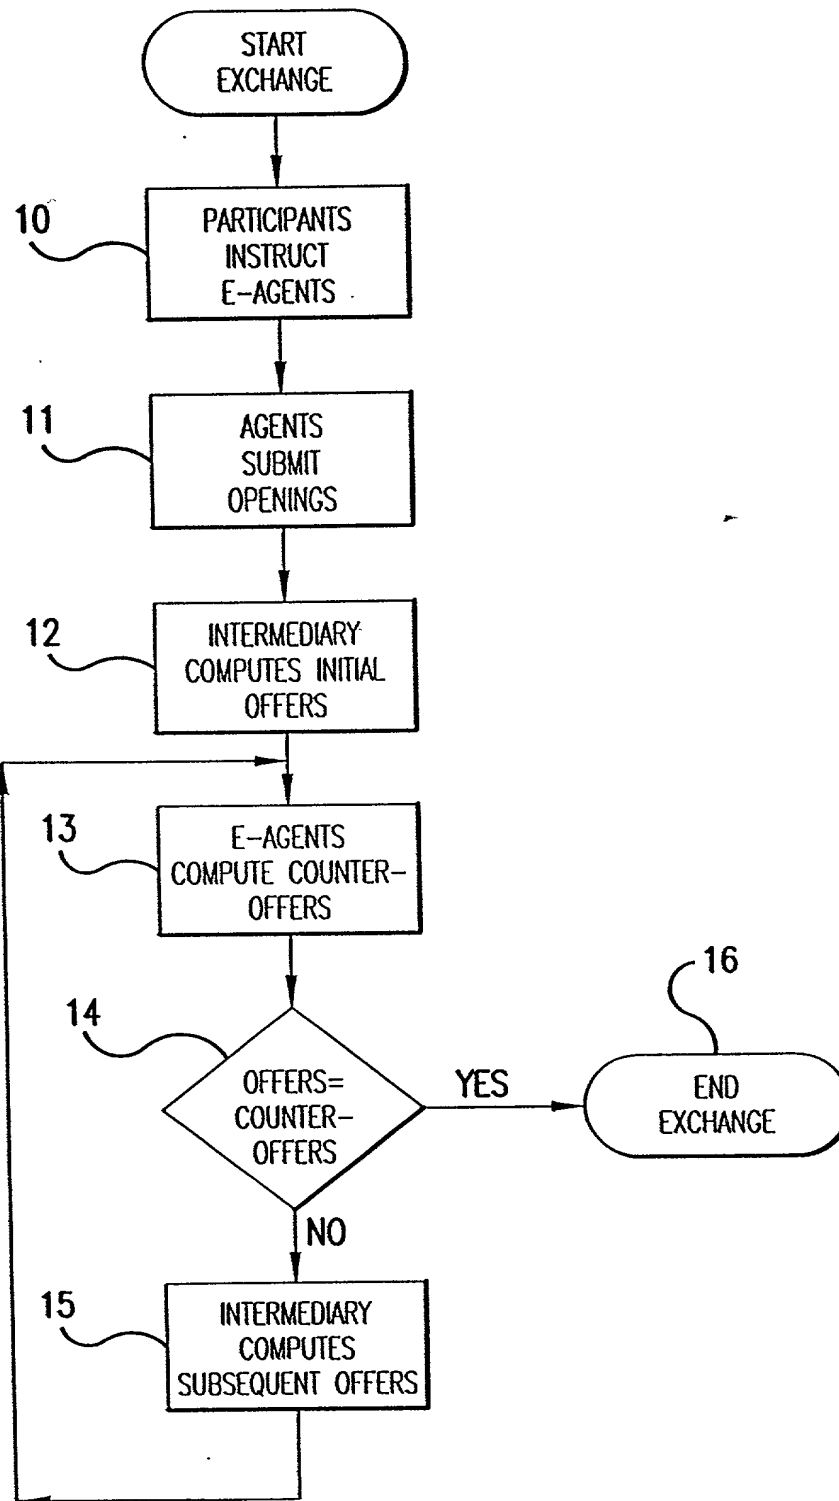 START
EXCHANGE
10
PARTICIPANTS
INSTRUCT
E-AGENTS
11
AGENTS
SUBMIT
OPENINGS
12
INTERMEDIARY
COMPUTES INITIAL
OFFERS
13
E-AGENTS
COMPUTE COUNTER-
OFFERS
14
OFFERS=
COUNTER-
OFFERS
YES
16
END
EXCHANGE
NO
15
INTERMEDIARY
COMPUTES
SUBSEQUENT OFFERS